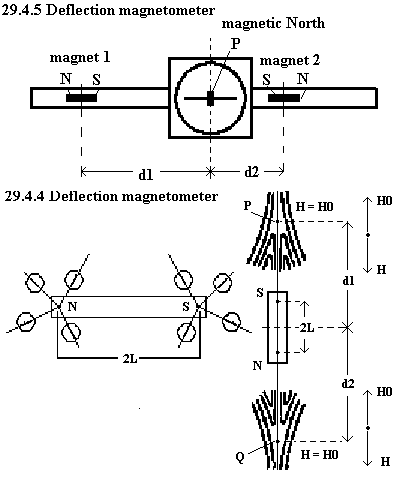 29.4.5 Deflection magnetometer
magnetic North
P
magnet 1
magnet 2
N S
S N
d1 d2
29.4.4 Deflection magnetometer
P H = H0 H0
d1
H
N S
S
2L
N
2L
d2
H0
Q H = H0 H